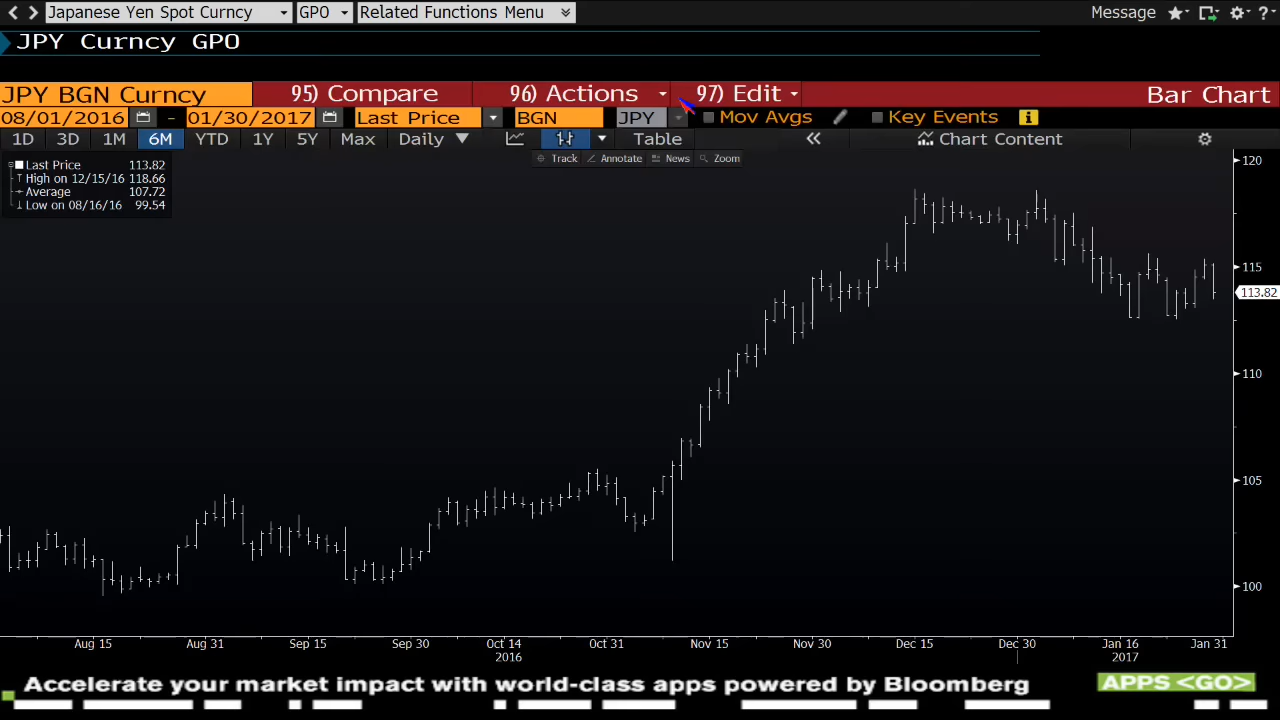 Japanese Yen Spot Curncy GPO Related Functions Menu Message ?
JPY Curncy GPO
JPY BGN Curncy 95) Compare 96) Actions 97) Edit Bar Chart
08/01/2016 - 01/30/2017 Last Price BGN JPY Mov Avgs Key Events i
1D 3D 1M 6M YTD 1Y 5Y Max Daily Table Chart Content
Track Annotate News Zoom
Last Price 113.82
High on 12/15/16 118.66
Average 107.72
Low on 08/16/16 99.54
120
115
113.82
110
105
100
Aug 15 Aug 31 Sep 15 Sep 30 Oct 14 Oct 31 Nov 15 Nov 30 Dec 15 Dec 30 Jan 16 Jan 31
2016 2017
Accelerate your market impact with world-class apps powered by Bloomberg APPS <GO>